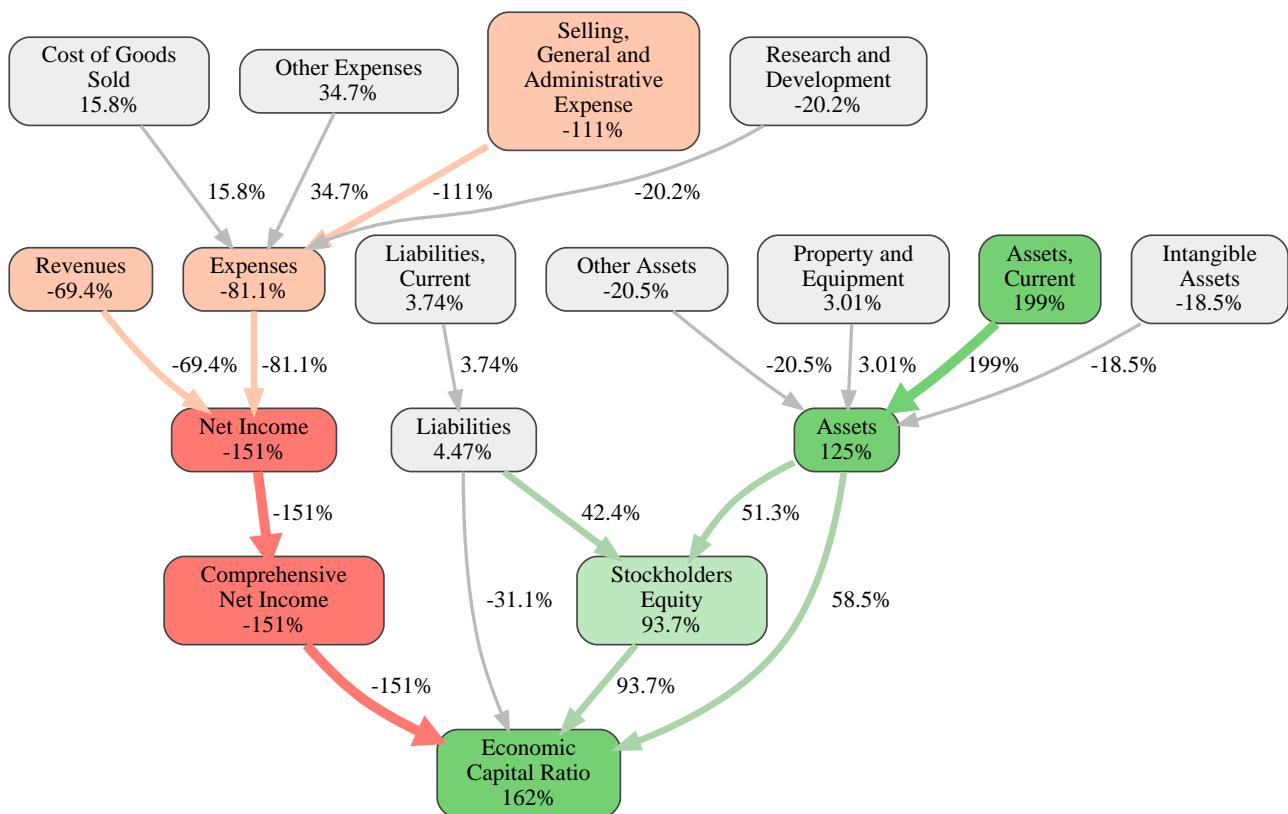 Cost of Goods
Sold
15.8%
Other Expenses
34.7%
Selling,
General and
Administrative
Expense
-111%
Research and
Development
-20.2%
15.8%
34.7%
-111%
-20.2%
Revenues
-69.4%
Expenses
-81.1%
Liabilities,
Current
3.74%
Other Assets
-20.5%
Property and
Equipment
3.01%
Assets,
Current
199%
Intangible
Assets
-18.5%
-69.4%
-81.1%
3.74%
-20.5%
3.01%
199%
-18.5%
Net Income
-151%
Liabilities
4.47%
Assets
125%
-151%
42.4%
51.3%
Comprehensive
Net Income
-151%
-31.1%
Stockholders
Equity
93.7%
58.5%
-151%
93.7%
Economic
Capital Ratio
162%